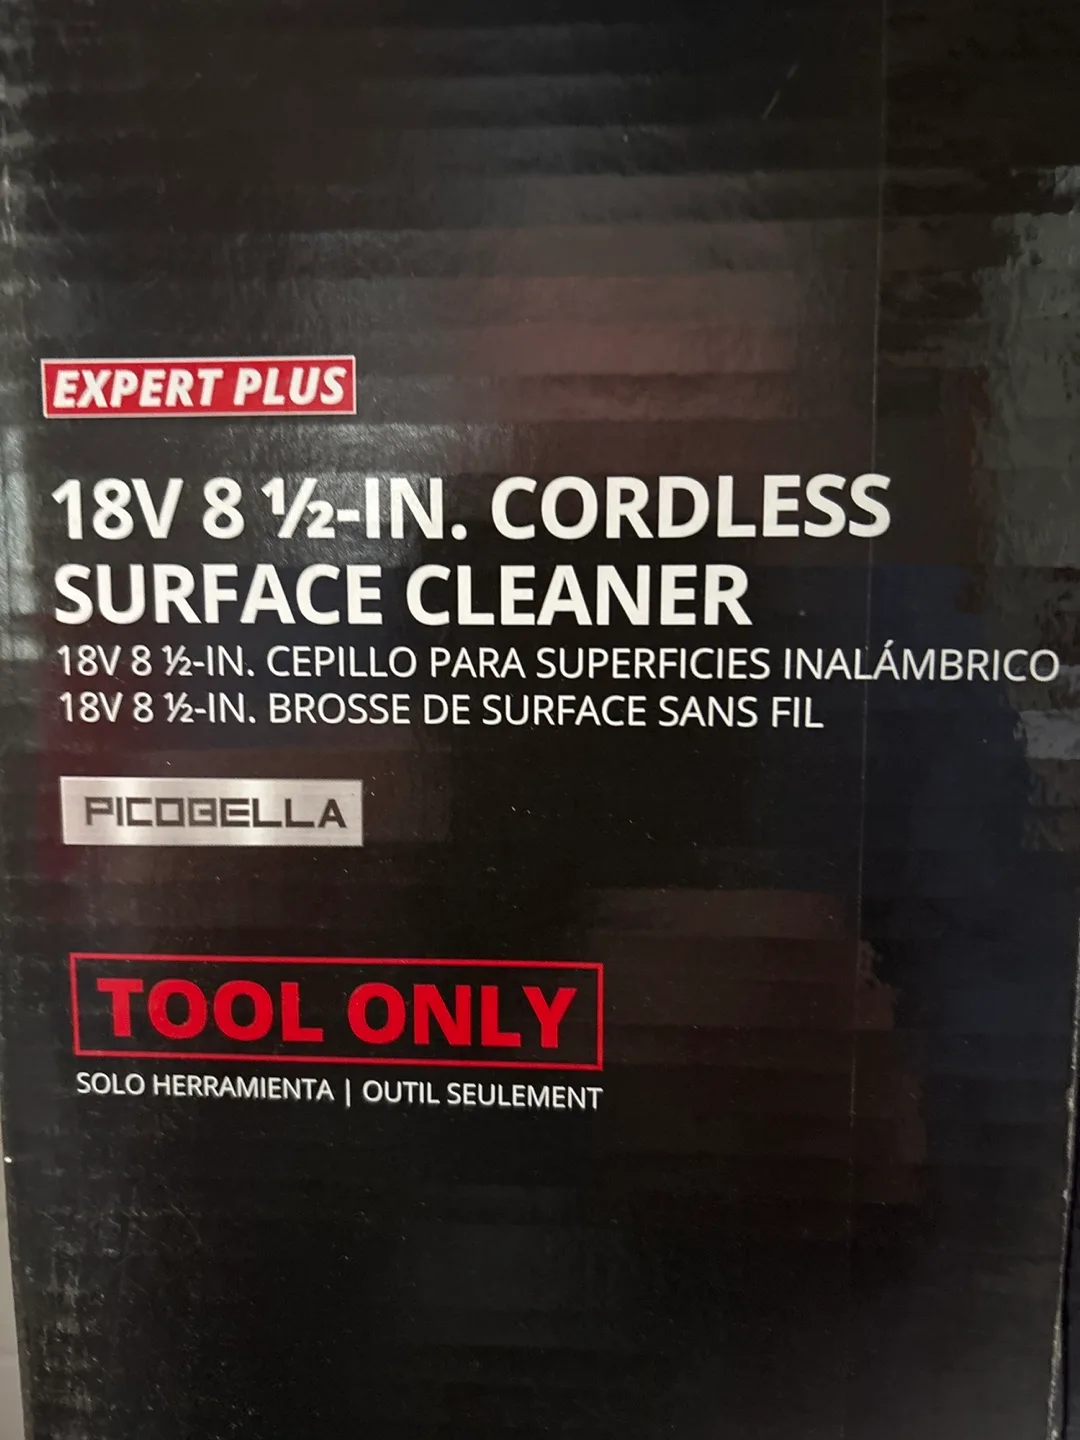 EXPERT PLUS
18V 8 ½-IN. CORDLESS
SURFACE CLEANER
18V 8 ½-IN. CEPILLO PARA SUPERFICIES INALÁMBRICO
18V 8 ½-IN. BROSSE DE SURFACE SANS FIL
PICOBELLA
TOOL ONLY
SOLO HERRAMIENTA | OUTIL SEULEMENT